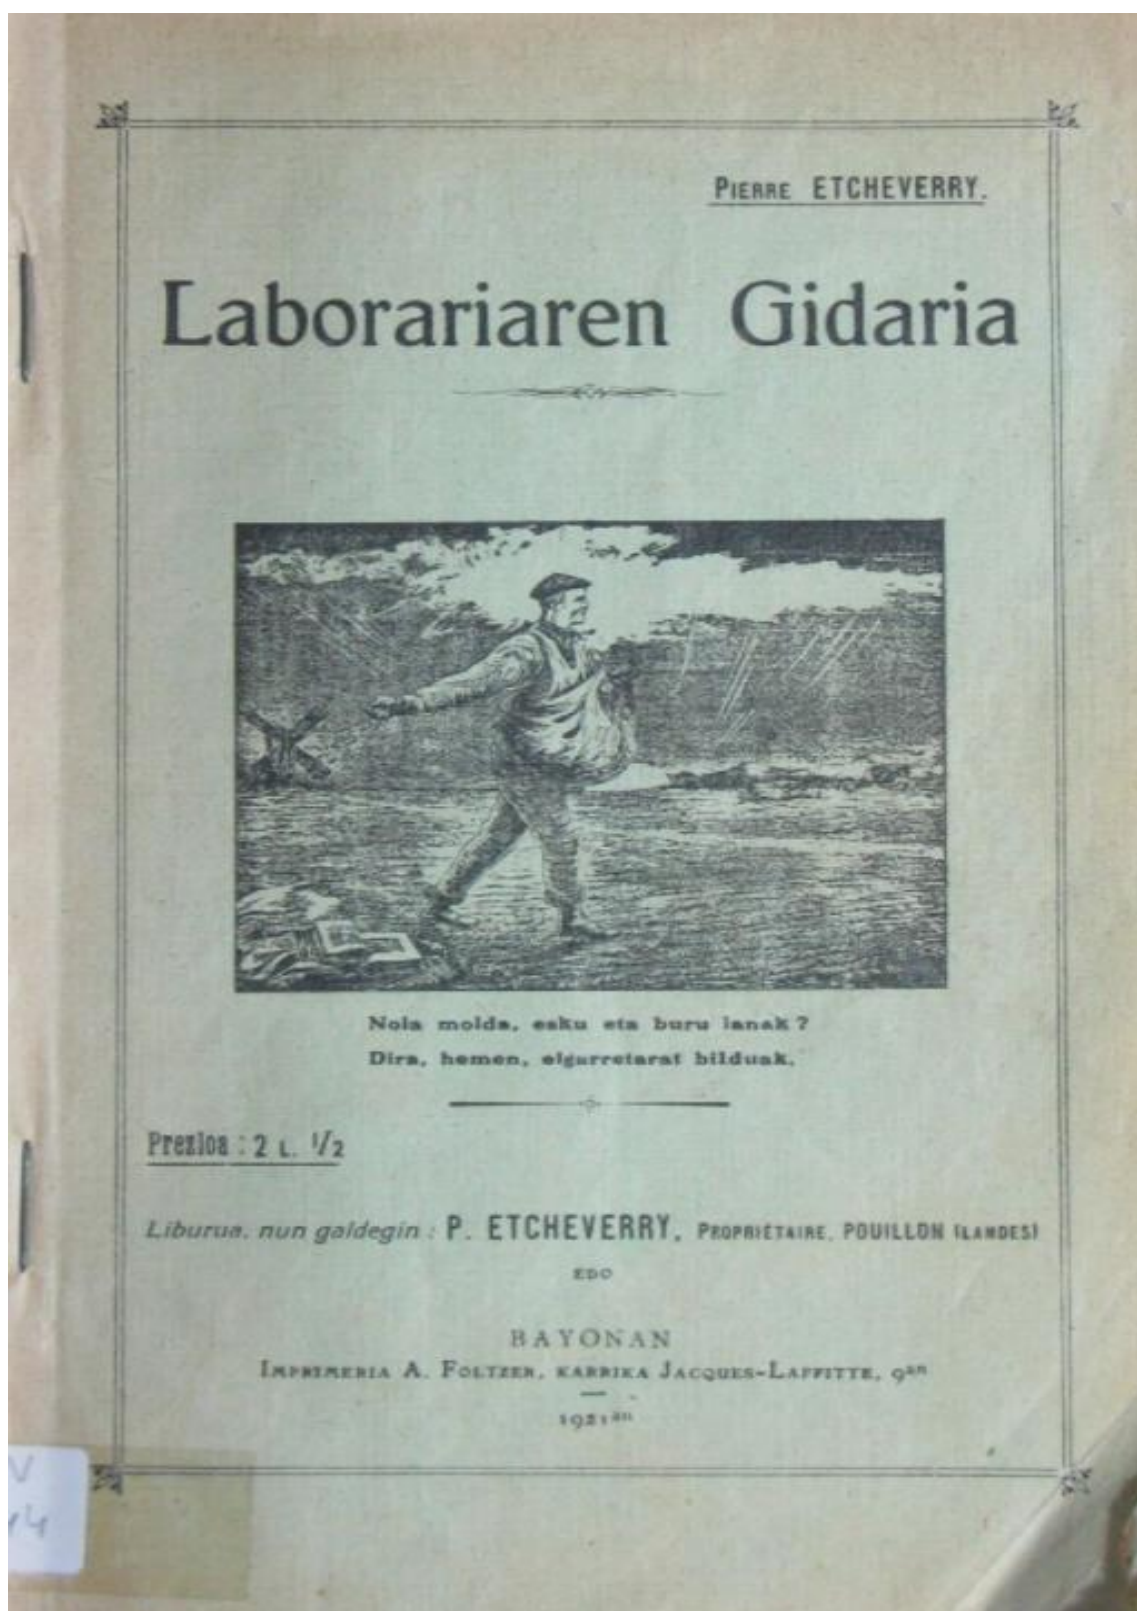 PIERRE ETCHEVERRY.
Laborariaren Gidaria
Nola molda, esku eta buru lanak ?
Dira, hemen, elgarretarat bilduak.
Prezioa : 2 L. 1/2
Liburua, nun galdegin : P. ETCHEVERRY, PROPRIÉTAIRE, POUILLON (LANDES)
EDO
BAYONAN
IMPRIMERIA A. FOLTZER, KARRIKA JACQUES-LAFFITTE, 9an
1921an
V
44